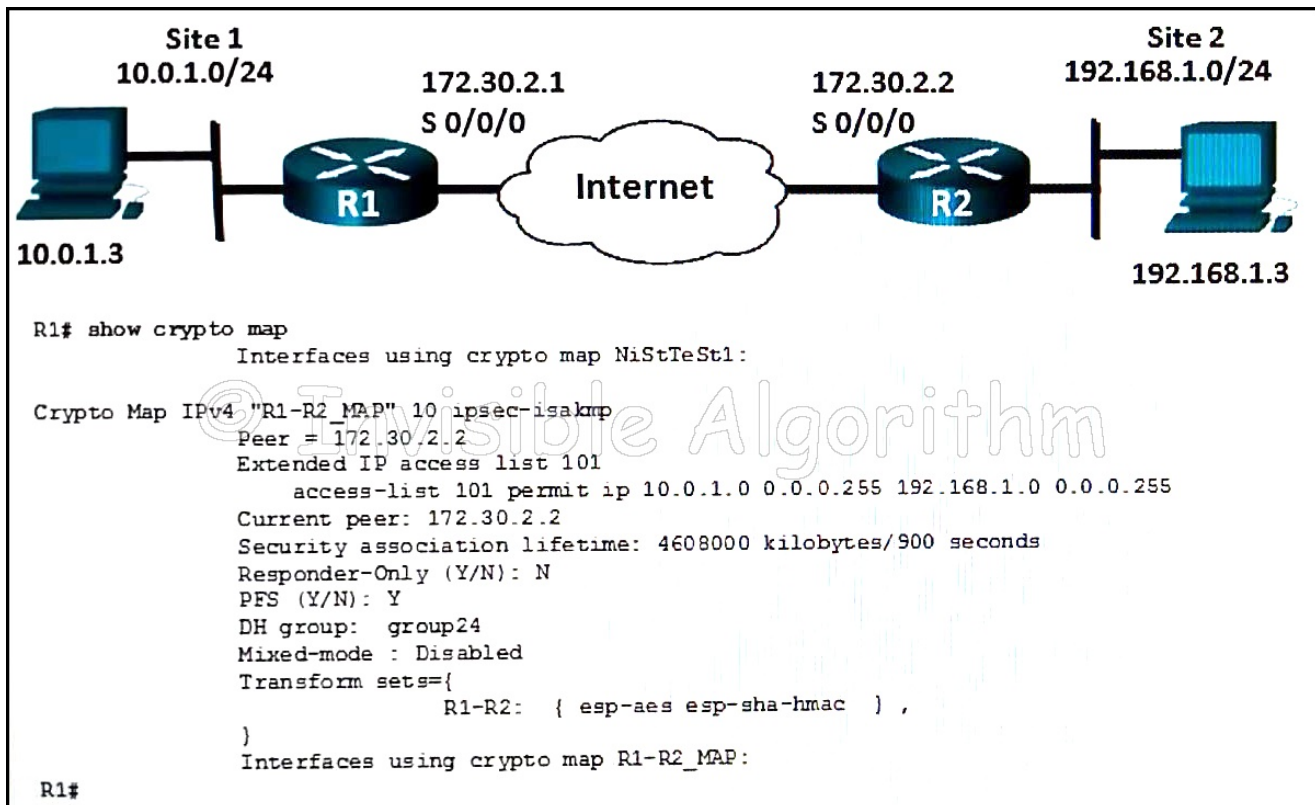 Site 1
10.0.1.0/24
172.30.2.1
S 0/0/0
172.30.2.2
S 0/0/0
Site 2
192.168.1.0/24
R1
Internet
R2
10.0.1.3
192.168.1.3
R1# show crypto map
Interfaces using crypto map NiStTeSt1:
Crypto Map IPv4 "R1-R2_MAP" 10 ipsec-isakmp
Peer = 172.30.2.2
Extended IP access list 101
access-list 101 permit ip 10.0.1.0 0.0.0.255 192.168.1.0 0.0.0.255
Current peer: 172.30.2.2
Security association lifetime: 4608000 kilobytes/900 seconds
Responder-Only (Y/N): N
PFS (Y/N): Y
DH group: group24
Mixed-mode : Disabled
Transform sets={
R1-R2: { esp-aes esp-sha-hmac } ,
}
Interfaces using crypto map R1-R2_MAP:
R1#
© Invisible Algorithm